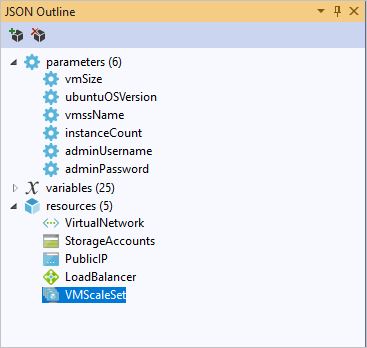 JSON Outline
parameters (6)
vmSize
ubuntuOSVersion
vmssName
instanceCount
adminUsername
adminPassword
variables (25)
resources (5)
VirtualNetwork
StorageAccounts
PublicIP
LoadBalancer
VMScaleSet